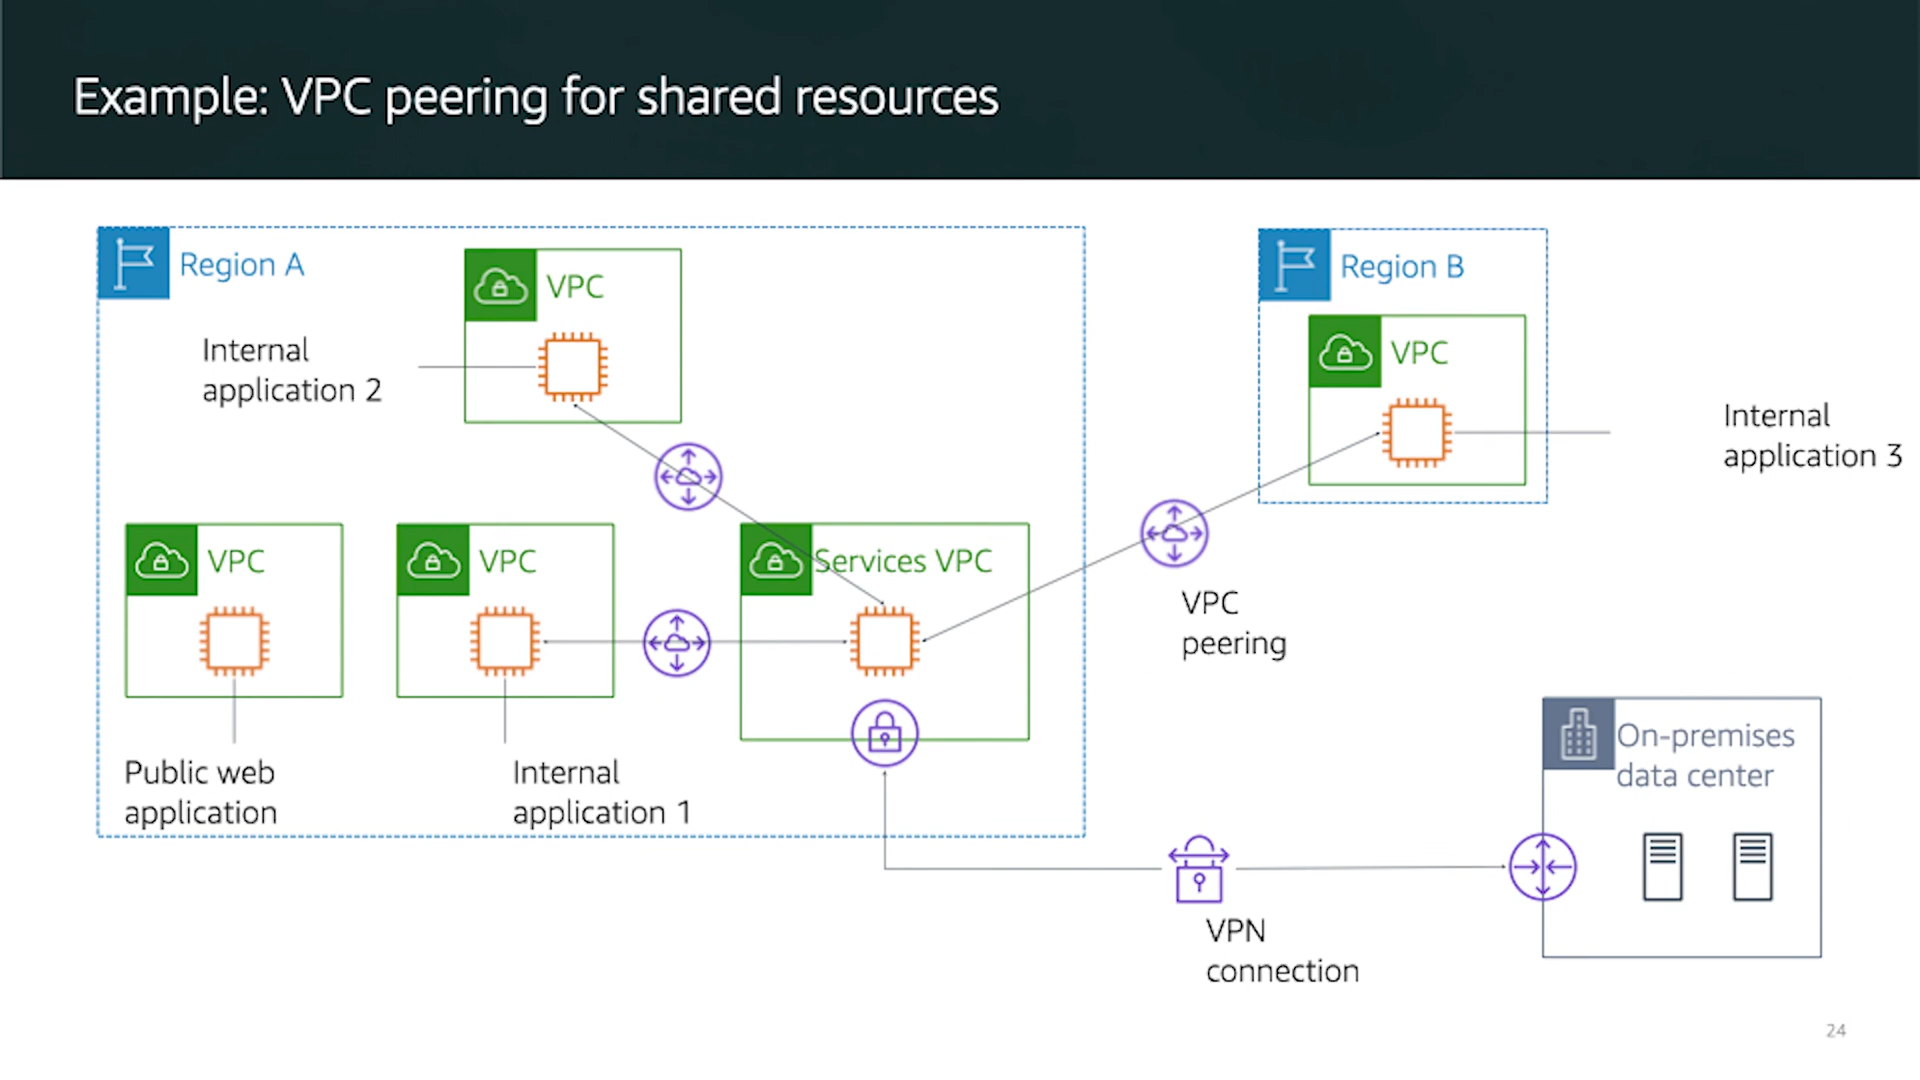 Example: VPC peering for shared resources
Region A
VPC
Internal
application 2
Region B
VPC
Internal
application 3
VPC
VPC
Services VPC
VPC
peering
Public web
application
Internal
application 1
On-premises
data center
VPN
connection
24